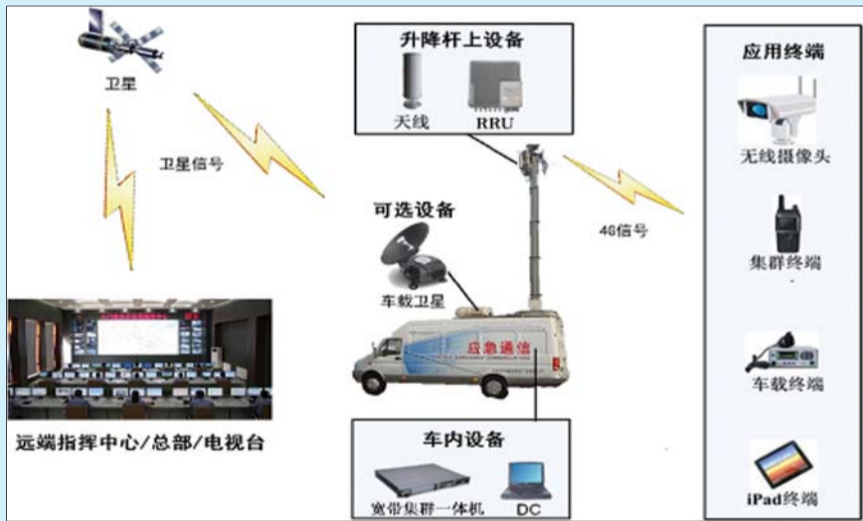 卫星
卫星信号
远端指挥中心/总部/电视台
升降杆上设备
天线
RRU
可选设备
车载卫星
4G信号
应急通信
车内设备
宽带集群一体机
DC
应用终端
无线摄像头
集群终端
车载终端
iPad终端